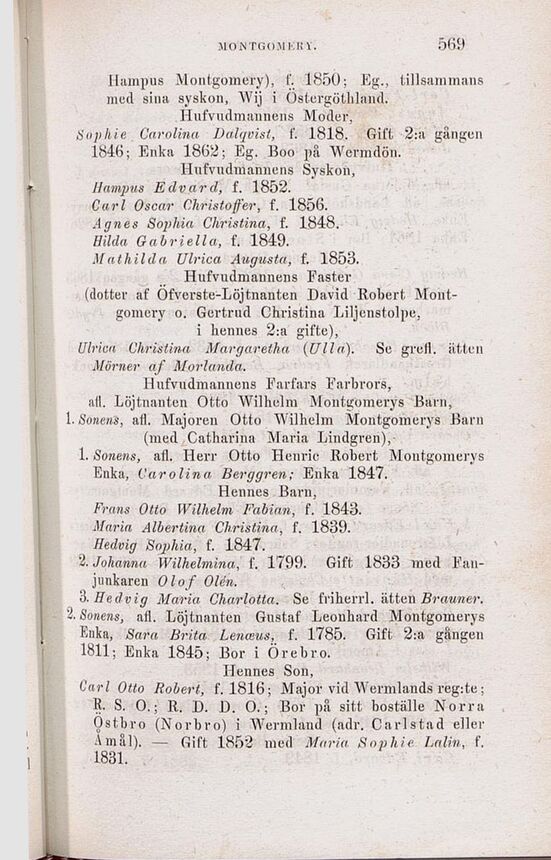 MONTGOMERY. 569
Hampus Montgomery), f. 1850; Eg., tillsammans
med sina syskon, Wij i Östergöthland.
Hufvudmannens Moder,
Sophie Carolina Dalqvist, f. 1818. Gift 2:a gången
1846; Enka 1862; Eg. Boo på Wermdön.
Hufvudmannens Syskon,
Hampus Edvard, f. 1852.
Carl Oscar Christoffer, f. 1856.
Agnes Sophia Christina, f. 1848.
Hilda Gabriella, f. 1849.
Mathilda Ulrica Augusta, f. 1853.
Hufvudmannens Faster
(dotter af Öfverste-Löjtnanten David Robert Mont-
gomery o. Gertrud Christina Liljenstolpe,
i hennes 2:a gifte),
Ulrica Christina Margaretha (Ulla). Se grefl. ätten
Mörner af Morlanda.
Hufvudmannens Farfars Farbrors,
afl. Löjtnanten Otto Wilhelm Montgomerys Barn,
1. Sonens, afl. Majoren Otto Wilhelm Montgomerys Barn
(med Catharina Maria Lindgren),
1. Sonens, afl. Herr Otto Henric Robert Montgomerys
Enka, Carolina Berggren; Enka 1847.
Hennes Barn,
Frans Otto Wilhelm Fabian, f. 1843.
Maria Albertina Christina, f. 1839.
Hedvig Sophia, f. 1847.
2. Johanna Wilhelmina, f. 1799. Gift 1833 med Fan-
junkaren Olof Olén.
3. Hedvig Maria Charlotta. Se friherrl. ätten Brauner.
2. Sonens, afl. Löjtnanten Gustaf Leonhard Montgomerys
Enka, Sara Brita Lenæus, f. 1785. Gift 2:a gången
1811; Enka 1845; Bor i Örebro.
Hennes Son,
Carl Otto Robert, f. 1816; Major vid Wermlands reg:te;
R. S. O.; R. D. D. O.; Bor på sitt boställe Norra
Östbro (Norbro) i Wermland (adr. Carlstad eller
Åmål). — Gift 1852 med Maria Sophie Lalin, f.
1831.